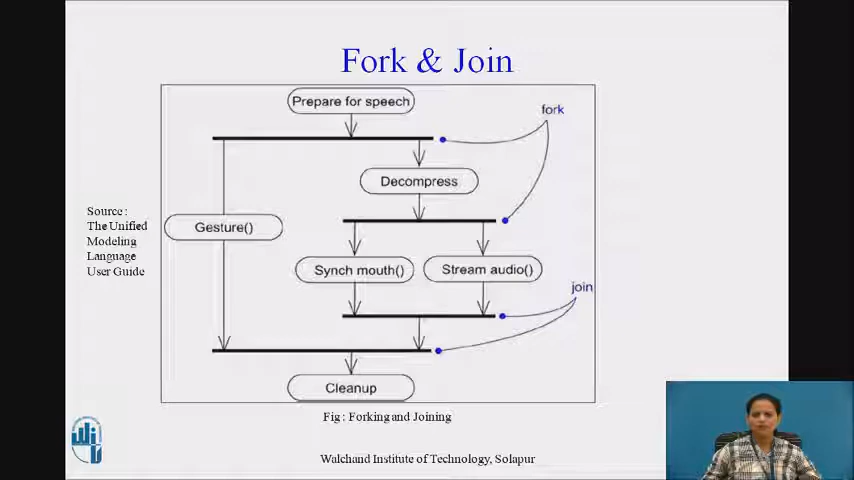 Fork & Join
Prepare for speech
fork
Decompress
Source :
The Unified
Modeling
Language
User Guide
Gesture()
Synch mouth()
Stream audio()
join
Cleanup
Fig : Forking and Joining
Walchand Institute of Technology, Solapur